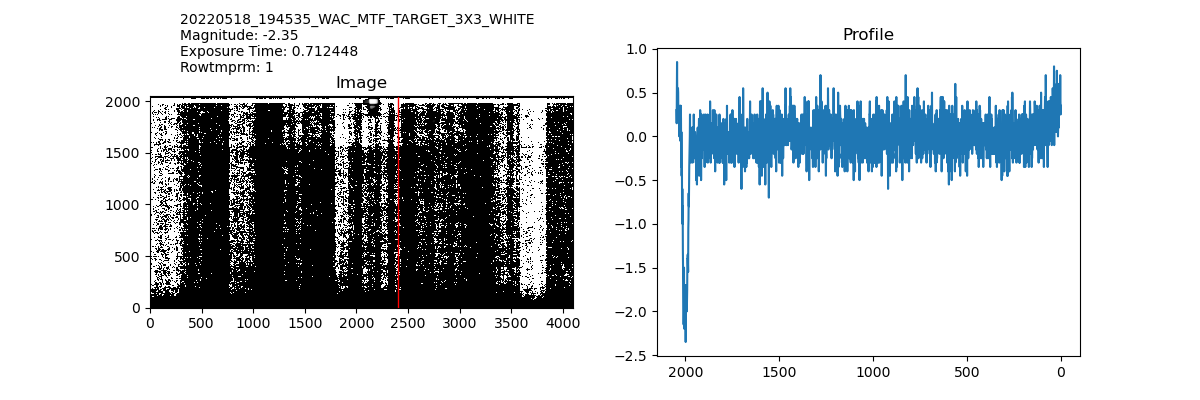 20220518_194535_WAC_MTF_TARGET_3X3_WHITE
Magnitude: -2.35
Exposure Time: 0.712448
Rowtmprm: 1
Image
2000
1500
1000
500
0
0 500 1000 1500 2000 2500 3000 3500 4000
Profile
1.0
0.5
0.0
−0.5
−1.0
−1.5
−2.0
−2.5
2000 1500 1000 500 0